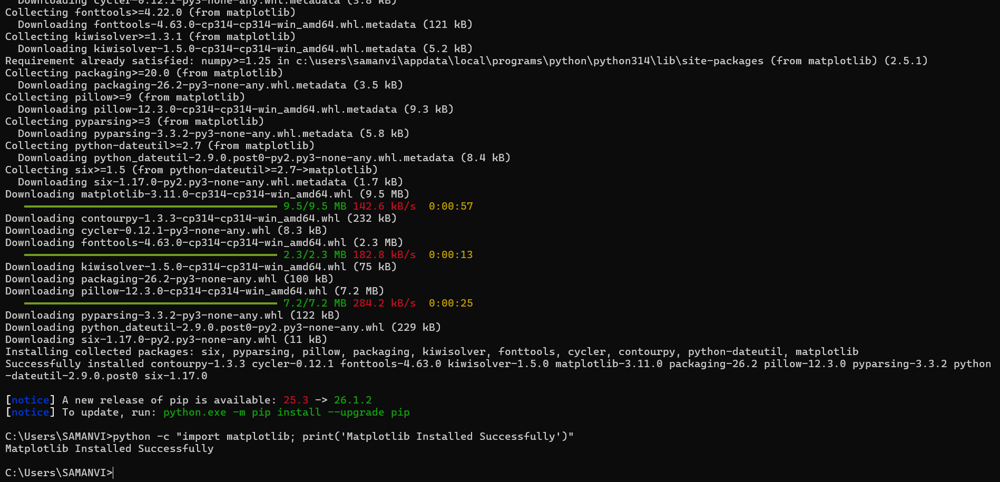 Downloading cycler-0.12.1-py3-none-any.whl.metadata (3.8 kB)
Collecting fonttools>=4.22.0 (from matplotlib)
  Downloading fonttools-4.63.0-cp314-cp314-win_amd64.whl.metadata (121 kB)
Collecting kiwisolver>=1.3.1 (from matplotlib)
  Downloading kiwisolver-1.5.0-cp314-cp314-win_amd64.whl.metadata (5.2 kB)
Requirement already satisfied: numpy>=1.25 in c:\users\samanvi\appdata\local\programs\python\python314\lib\site-packages (from matplotlib) (2.5.1)
Collecting packaging>=20.0 (from matplotlib)
  Downloading packaging-26.2-py3-none-any.whl.metadata (3.5 kB)
Collecting pillow>=9 (from matplotlib)
  Downloading pillow-12.3.0-cp314-cp314-win_amd64.whl.metadata (9.3 kB)
Collecting pyparsing>=3 (from matplotlib)
  Downloading pyparsing-3.3.2-py3-none-any.whl.metadata (5.8 kB)
Collecting python-dateutil>=2.7 (from matplotlib)
  Downloading python_dateutil-2.9.0.post0-py2.py3-none-any.whl.metadata (8.4 kB)
Collecting six>=1.5 (from python-dateutil>=2.7->matplotlib)
  Downloading six-1.17.0-py2.py3-none-any.whl.metadata (1.7 kB)
Downloading matplotlib-3.11.0-cp314-cp314-win_amd64.whl (9.5 MB)
9.5/9.5 MB 142.6 kB/s  0:00:57
Downloading contourpy-1.3.3-cp314-cp314-win_amd64.whl (232 kB)
Downloading cycler-0.12.1-py3-none-any.whl (8.3 kB)
Downloading fonttools-4.63.0-cp314-cp314-win_amd64.whl (2.3 MB)
2.3/2.3 MB 182.8 kB/s  0:00:13
Downloading kiwisolver-1.5.0-cp314-cp314-win_amd64.whl (75 kB)
Downloading packaging-26.2-py3-none-any.whl (100 kB)
Downloading pillow-12.3.0-cp314-cp314-win_amd64.whl (7.2 MB)
7.2/7.2 MB 284.2 kB/s  0:00:25
Downloading pyparsing-3.3.2-py3-none-any.whl (122 kB)
Downloading python_dateutil-2.9.0.post0-py2.py3-none-any.whl (229 kB)
Downloading six-1.17.0-py2.py3-none-any.whl (11 kB)
Installing collected packages: six, pyparsing, pillow, packaging, kiwisolver, fonttools, cycler, contourpy, python-dateutil, matplotlib
Successfully installed contourpy-1.3.3 cycler-0.12.1 fonttools-4.63.0 kiwisolver-1.5.0 matplotlib-3.11.0 packaging-26.2 pillow-12.3.0 pyparsing-3.3.2 python
-dateutil-2.9.0.post0 six-1.17.0

[notice] A new release of pip is available: 25.3 -> 26.1.2
[notice] To update, run: python.exe -m pip install --upgrade pip

C:\Users\SAMANVI>python -c "import matplotlib; print('Matplotlib Installed Successfully')"
Matplotlib Installed Successfully

C:\Users\SAMANVI>